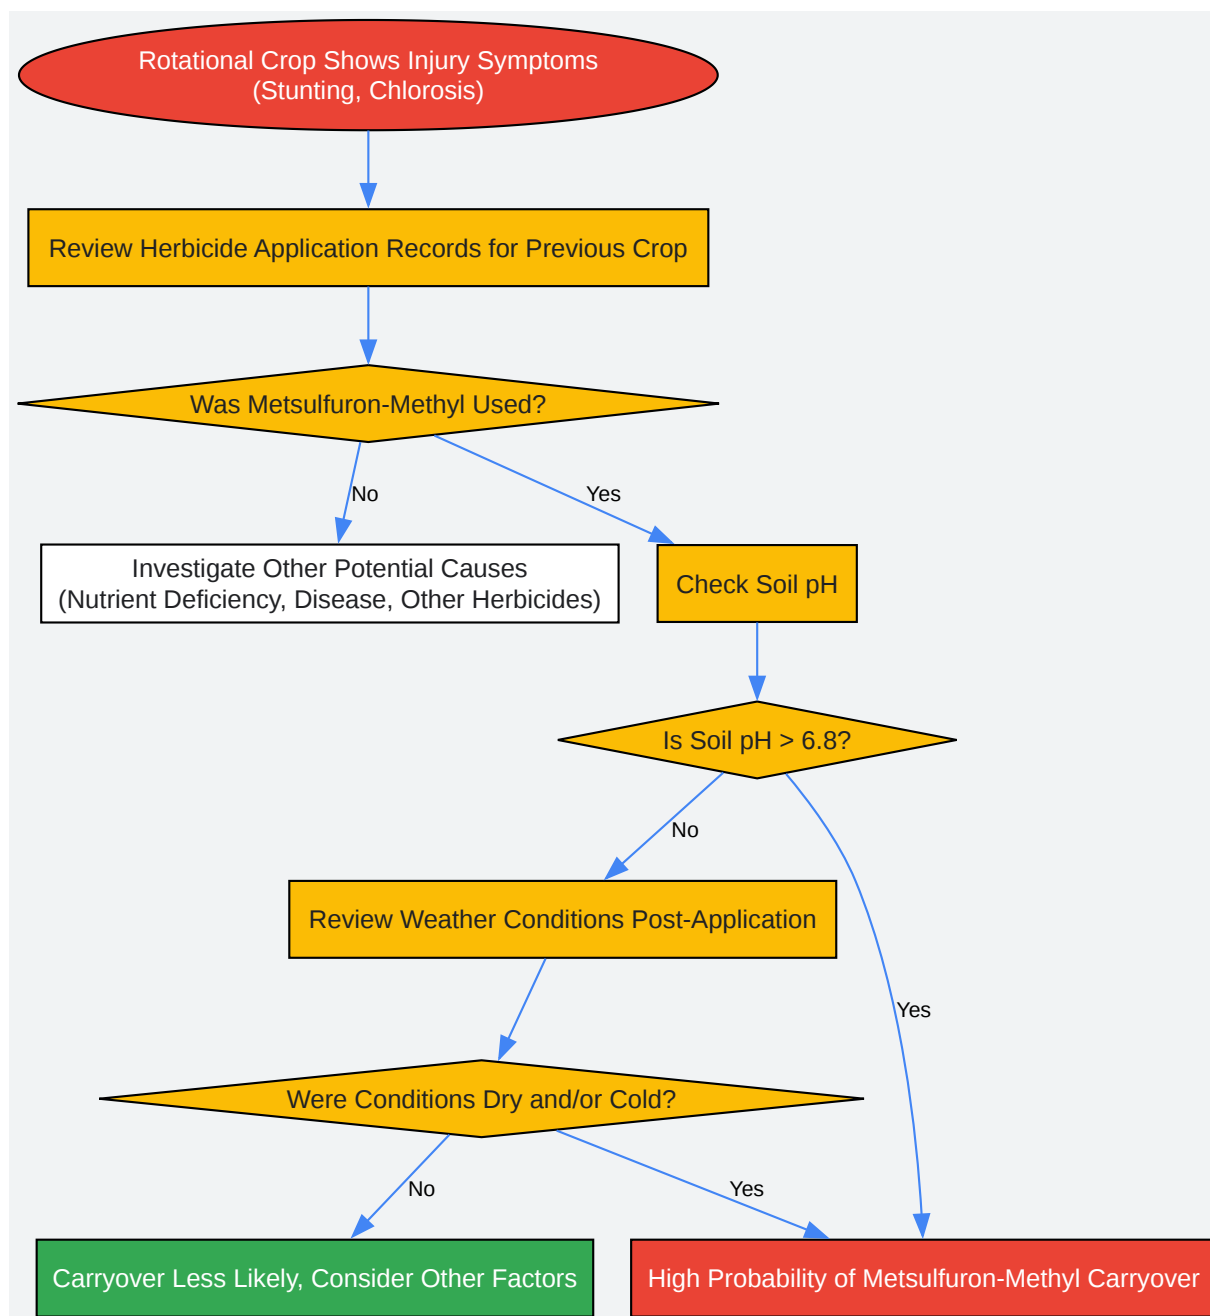 Rotational Crop Shows Injury Symptoms
(Stunting, Chlorosis)
Review Herbicide Application Records for Previous Crop
Was Metsulfuron-Methyl Used?
No
Yes
Investigate Other Potential Causes
(Nutrient Deficiency, Disease, Other Herbicides)
Check Soil pH
Is Soil pH > 6.8?
No
Review Weather Conditions Post-Application
Yes
Were Conditions Dry and/or Cold?
No
Yes
Carryover Less Likely, Consider Other Factors
High Probability of Metsulfuron-Methyl Carryover